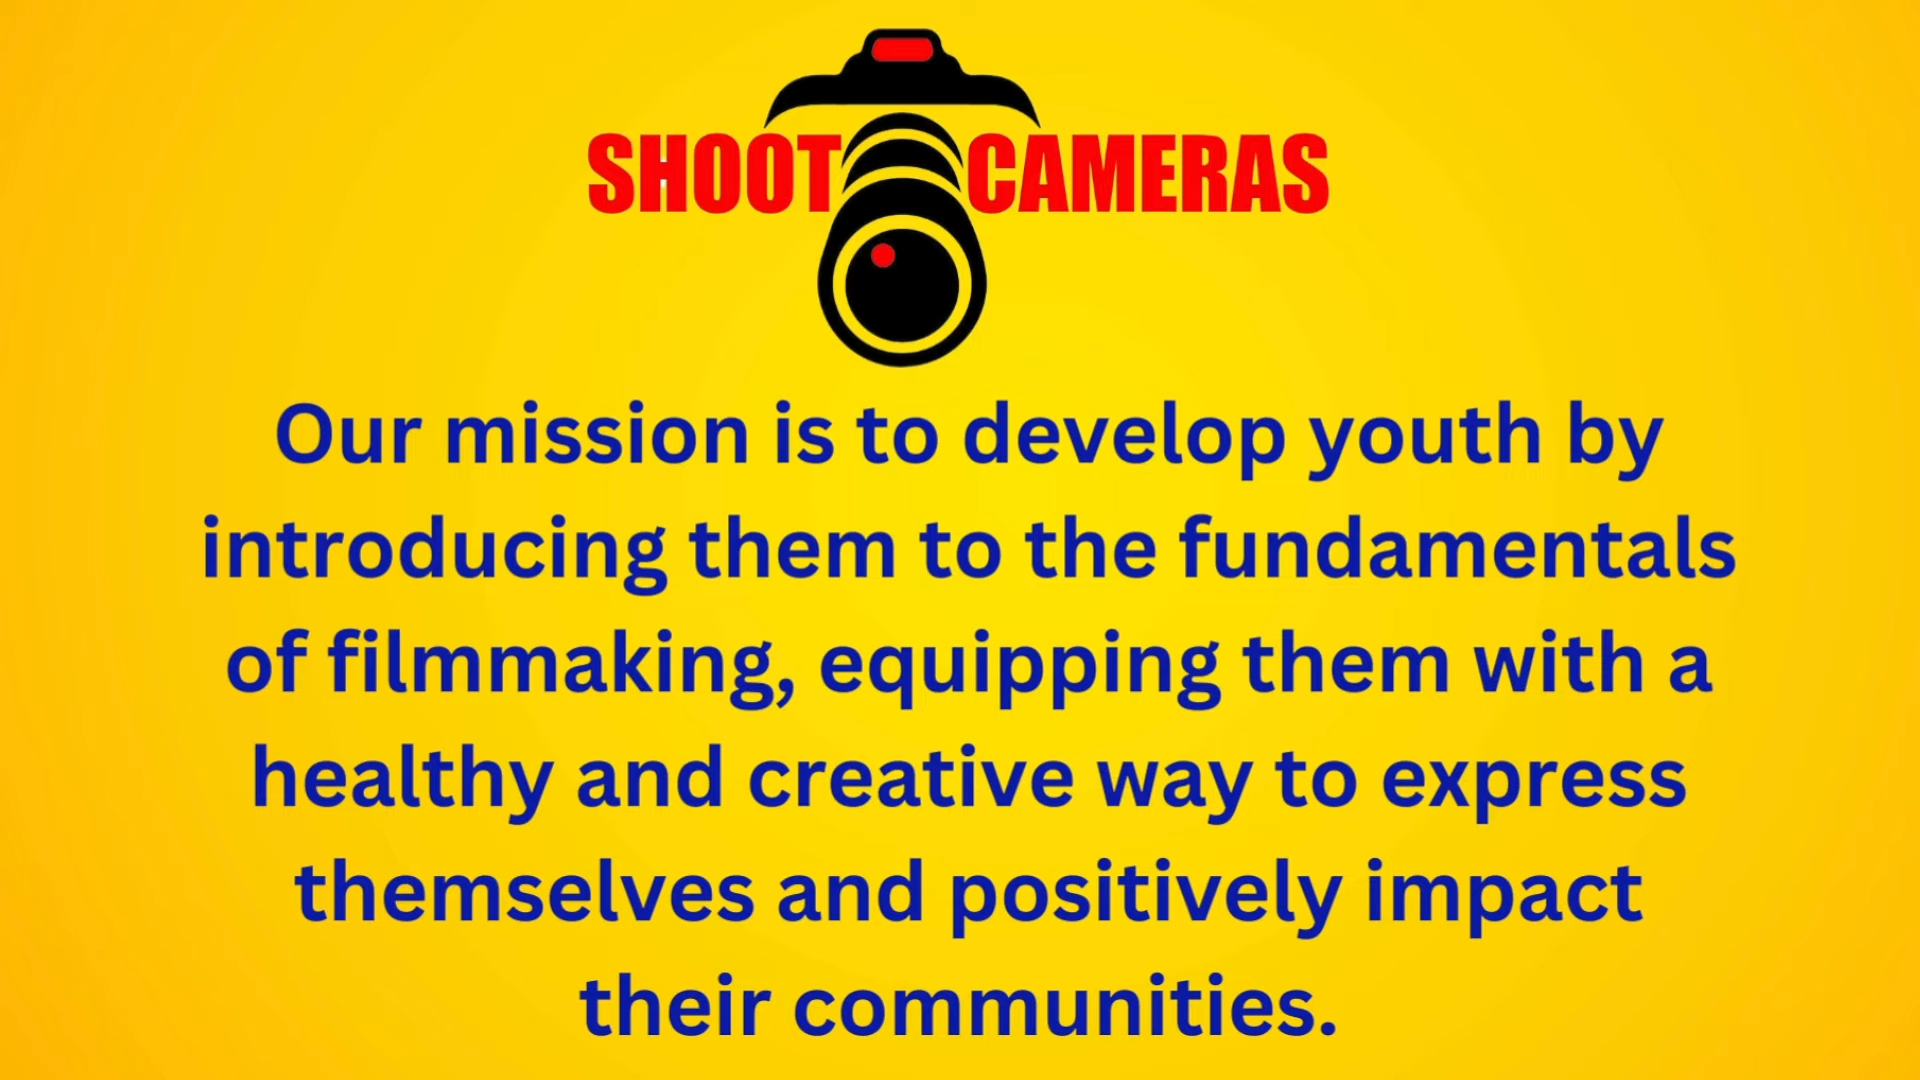 SHOOT CAMERAS
Our mission is to develop youth by
introducing them to the fundamentals
of filmmaking, equipping them with a
healthy and creative way to express
themselves and positively impact
their communities.